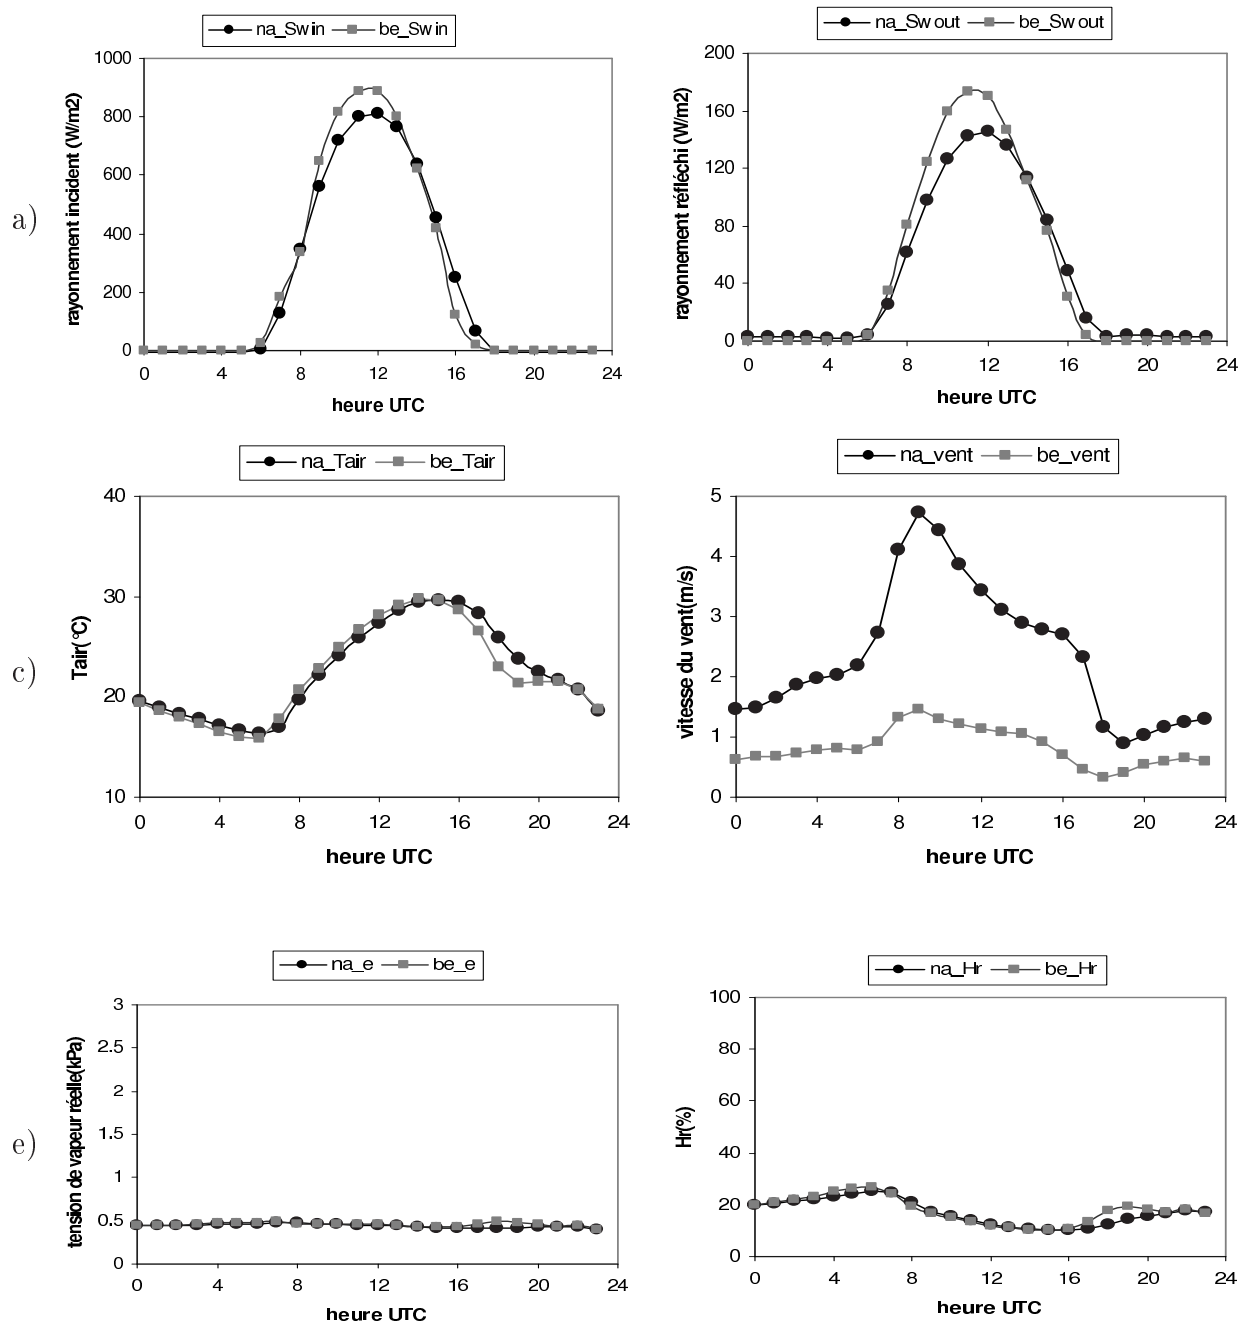 na_Swin be_Swin
na_Swout be_Swout
a)
rayonnement incident (W/m2)
1000
800
600
400
200
0
0 4 8 12 16 20 24
heure UTC
rayonnement réfléchi (W/m2)
200
160
120
80
40
0
0 4 8 12 16 20 24
heure UTC
na_Tair be_Tair
na_vent be_vent
c)
Tair(°C)
40
30
20
10
0 4 8 12 16 20 24
heure UTC
vitesse du vent(m/s)
5
4
3
2
1
0
0 4 8 12 16 20 24
heure UTC
na_e be_e
na_Hr be_Hr
e)
tension de vapeur réelle(kPa)
3
2.5
2
1.5
1
0.5
0
0 4 8 12 16 20 24
heure UTC
Hr(%)
100
80
60
40
20
0
0 4 8 12 16 20 24
heure UTC